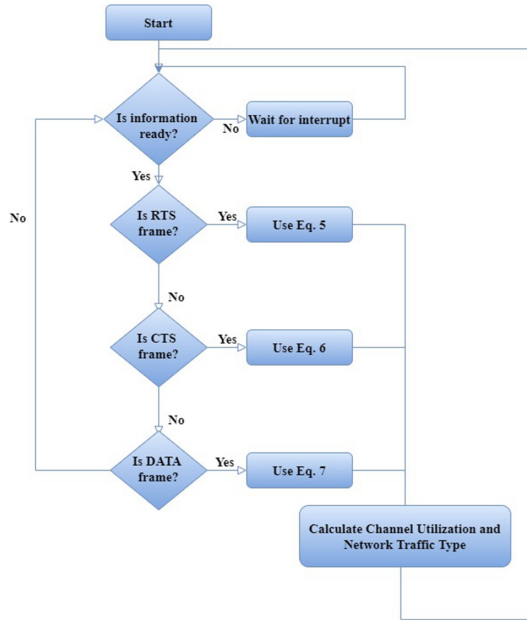 Start
Is information
ready?
No
Wait for interrupt
Yes
No
Is RTS
frame?
Yes
Use Eq. 5
No
Is CTS
frame?
Yes
Use Eq. 6
No
Is DATA
frame?
Yes
Use Eq. 7
Calculate Channel Utilization and
Network Traffic Type